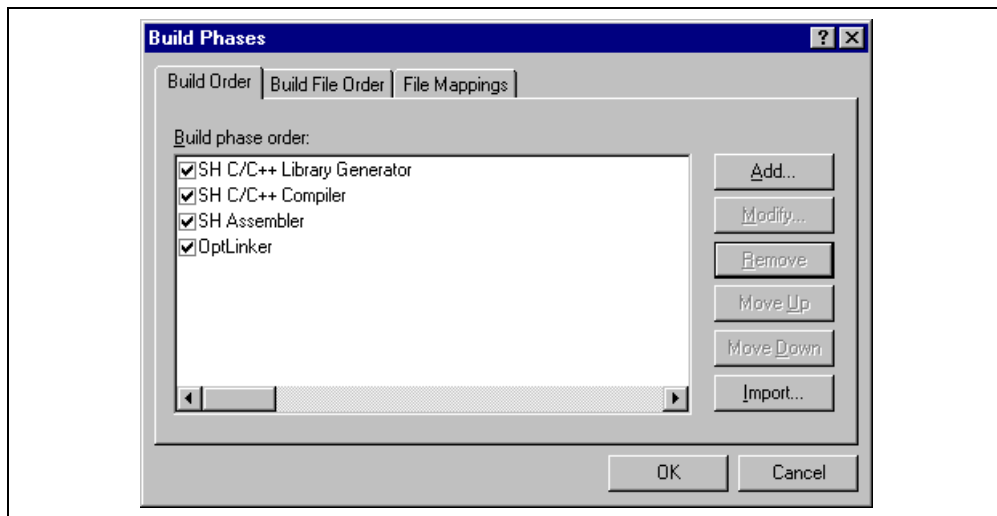 Build Phases
Build Order
Build File Order
File Mappings
Build phase order:
SH C/C++ Library Generator
SH C/C++ Compiler
SH Assembler
OptLinker
Add...
Modify...
Remove
Move Up
Move Down
Import...
OK
Cancel